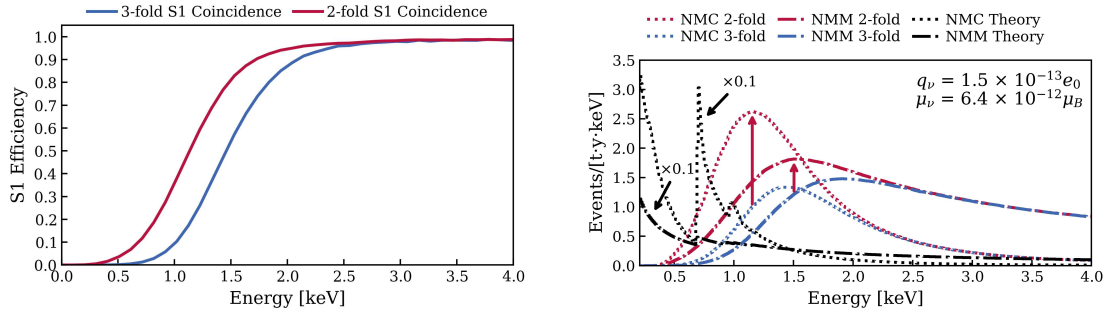 3-fold S1 Coincidence
2-fold S1 Coincidence
S1 Efficiency
1.0
0.9
0.8
0.7
0.6
0.5
0.4
0.3
0.2
0.1
0.0
0.0 0.5 1.0 1.5 2.0 2.5 3.0 3.5 4.0
Energy [keV]
NMC 2-fold NMM 2-fold NMC Theory
NMC 3-fold NMM 3-fold NMM Theory
Events/[t·y·keV]
3.5
3.0
2.5
2.0
1.5
1.0
0.5
0.0
×0.1
×0.1
q_ν = 1.5 × 10⁻¹³e₀
μ_ν = 6.4 × 10⁻¹²μ_B
0.5 1.0 1.5 2.0 2.5 3.0 3.5 4.0
Energy [keV]